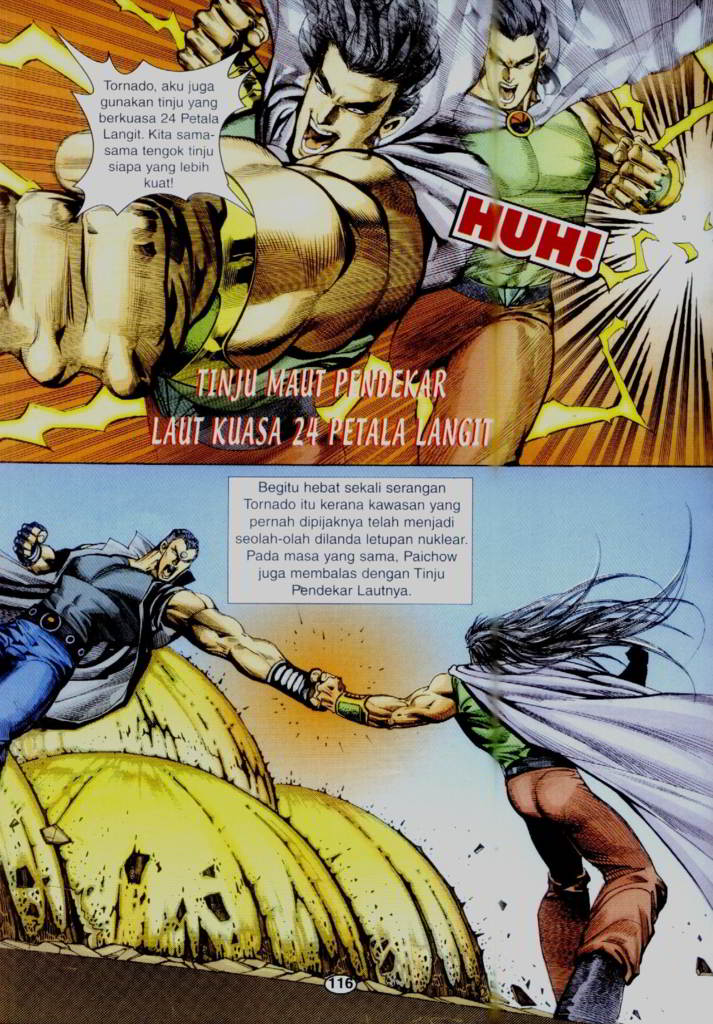 Tornado, aku juga
gunakan tinju yang
berkuasa 24 Petala
Langit. Kita sama-
sama tengok tinju
siapa yang lebih
kuat!
HUH!
TINJU MAUT PENDEKAR
LAUT KUASA 24 PETALA LANGIT
Begitu hebat sekali serangan
Tornado itu kerana kawasan yang
pernah dipijaknya telah menjadi
seolah-olah dilanda letupan nuklear.
Pada masa yang sama, Paichow
juga membalas dengan Tinju
Pendekar Lautnya.
116